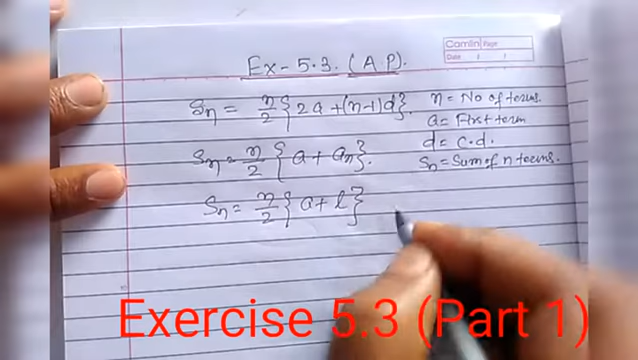 Ex-5.3. (A.P).
Camlin Page
Date / /
Sn = n/2 {2a+(n-1)d}. n = No of terms.
a = First term
Sn = n/2 {a + an}. d = c.d.
Sn = Sum of n terms.
Sn = n/2 {a + l}
Exercise 5.3 (Part 1)